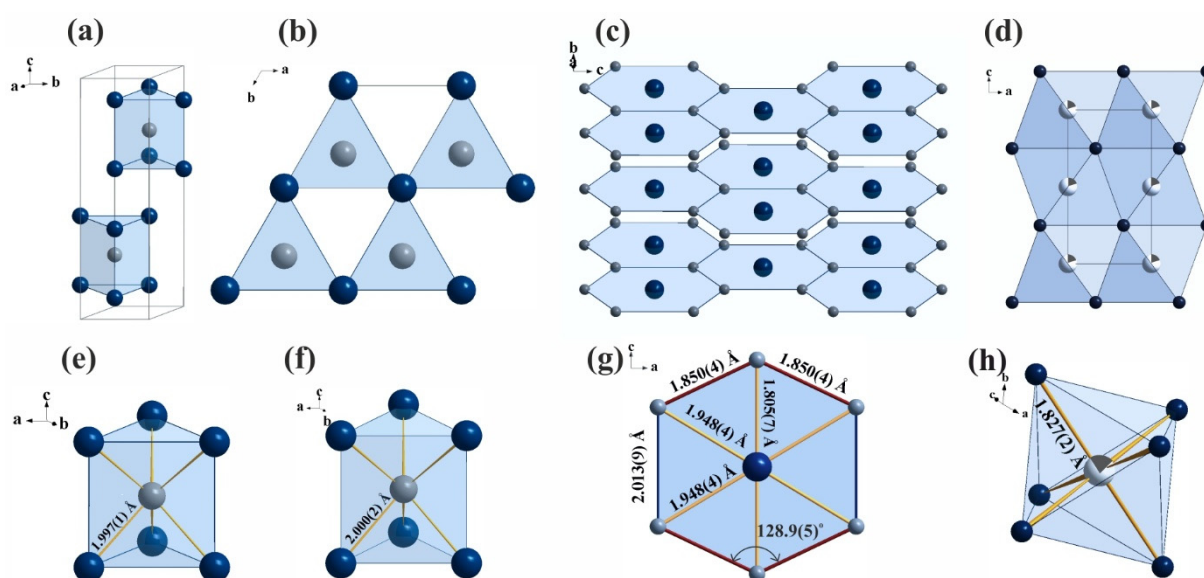 (a)
c
a
b
(b)
a
b
(c)
b
a
c
(d)
c
a
(e)
c
a
b
1.997(1) Å
(f)
c
a
b
2.000(2) Å
(g)
c
a
1.850(4) Å
1.850(4) Å
1.805(7) Å
1.948(4) Å
2.013(9) Å
1.948(4) Å
128.9(5)°
(h)
b
c
a
1.827(2) Å